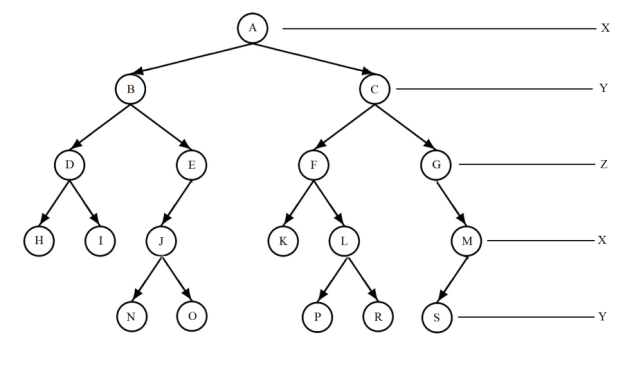 A X
B C Y
D E F G Z
H I J K L M X
N O P R S Y